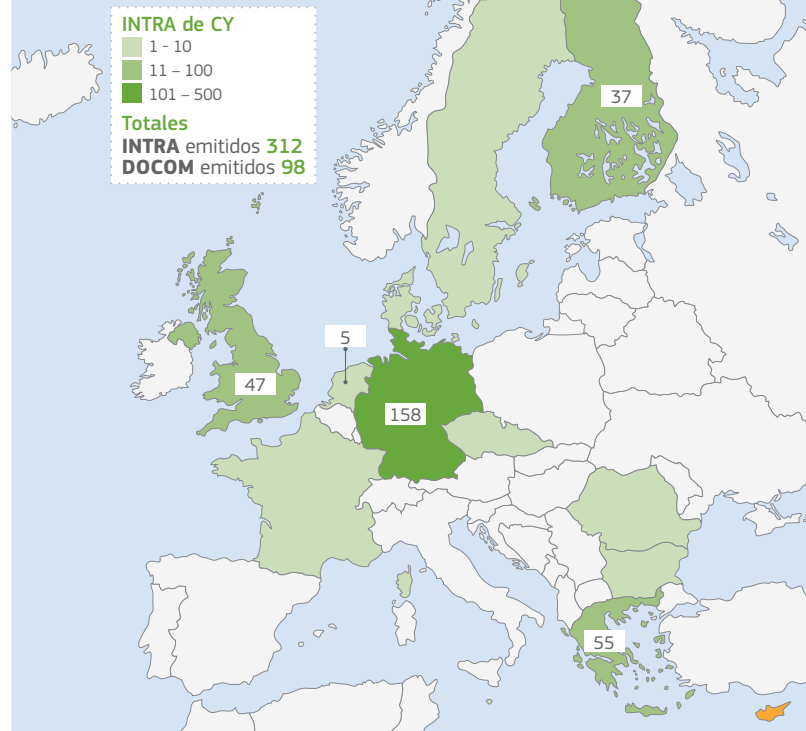 INTRA de CY
1 - 10
11 – 100
101 – 500
Totales
INTRA emitidos 312
DOCOM emitidos 98
37
5
47
158
55